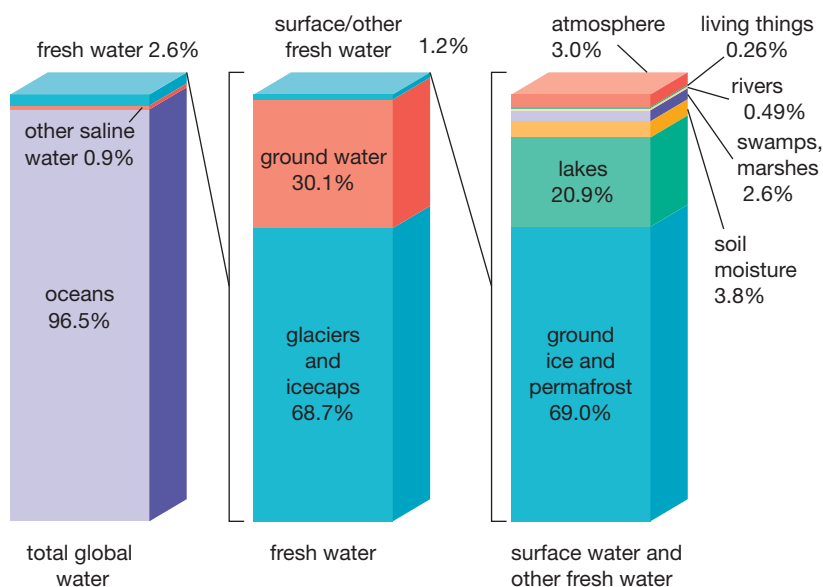 fresh water 2.6%
other saline
water 0.9%
oceans
96.5%
total global
water
surface/other
fresh water
1.2%
ground water
30.1%
glaciers
and
icecaps
68.7%
fresh water
atmosphere
3.0%
living things
0.26%
rivers
0.49%
swamps,
marshes
2.6%
soil
moisture
3.8%
lakes
20.9%
ground
ice and
permafrost
69.0%
surface water and
other fresh water